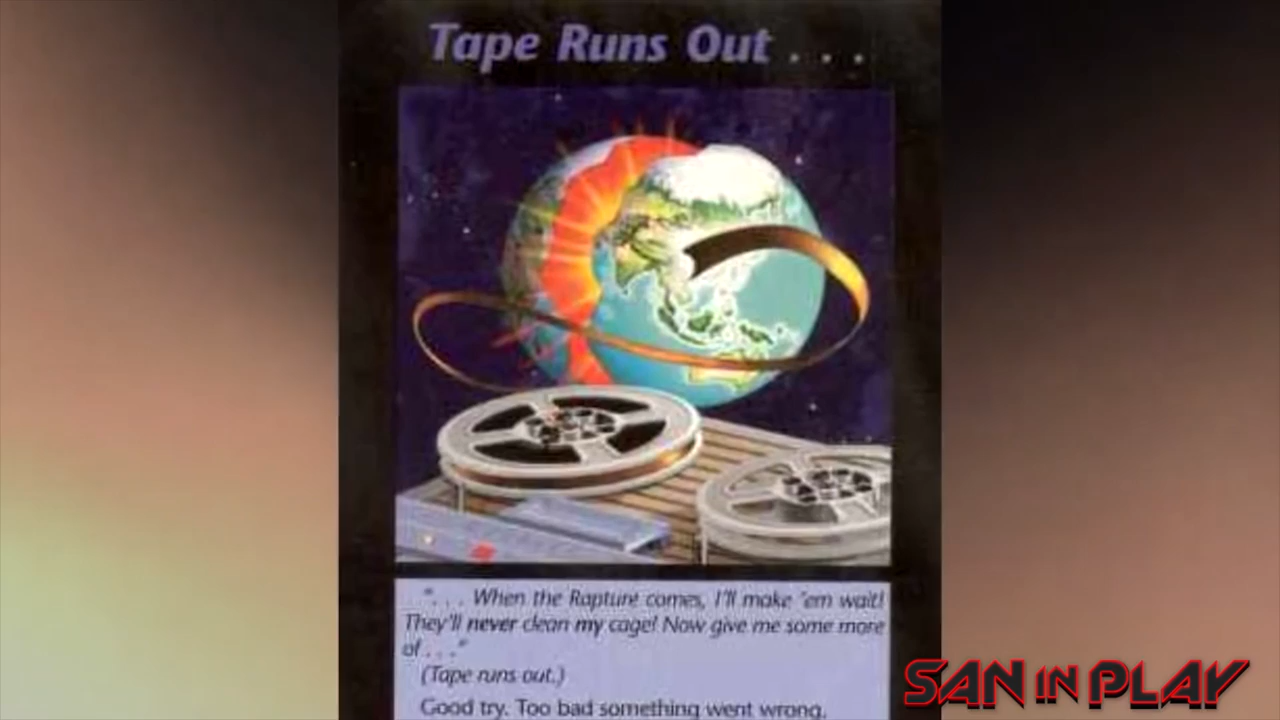 Tape Runs Out . . .
". . . When the Rapture comes, I'll make 'em wait!
They'll never clean my cage! Now give me some more
of . . ."
(Tape runs out.)
Good try. Too bad something went wrong.
SAN IN PLAY